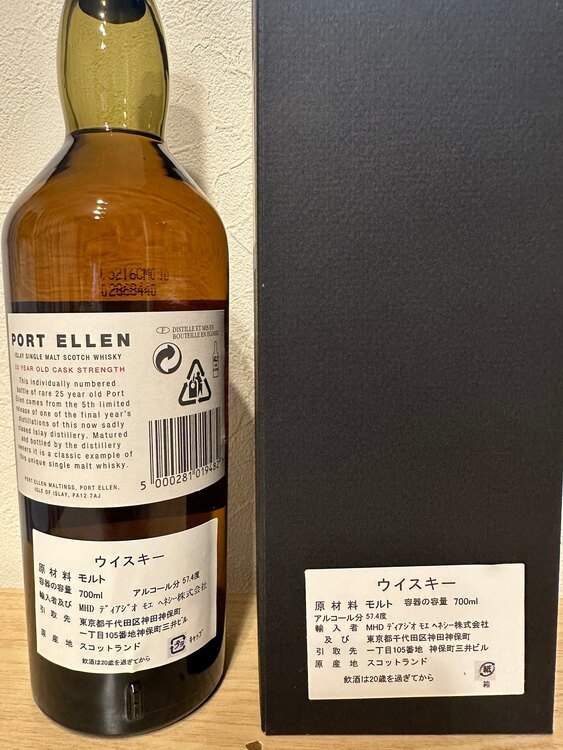 L5216CM000
02868440
PORT ELLEN
ISLAY SINGLE MALT SCOTCH WHISKY
25 YEAR OLD CASK STRENGTH
This individually numbered
bottle of rare 25 year old Port
Ellen comes from the 5th limited
release of one of the final year's
distillations of this now sadly
closed Islay distillery. Matured
and bottled by the distillery
owners it is a classic example of
this unique single malt whisky.
PORT ELLEN MALTINGS, PORT ELLEN,
ISLE OF ISLAY, PA42 7AJ
F DISTILLE ET MIS EN
BOUTEILLE EN ECOSSE
5 000281 019482
ウイスキー
原材料 モルト アルコール分 57.4度
容器の容量 700ml
輸入者及び MHD ディアジオ モエ ヘネシー株式会社
引取先 東京都千代田区神田神保町
一丁目105番地神保町三井ビル
原産地 スコットランド
キャップ
飲酒は20歳を過ぎてから
ウイスキー
原材料 モルト 容器の容量 700ml
アルコール分 57.4度
輸入者 MHD ディアジオ モエ ヘネシー株式会社
及び 東京都千代田区神田神保町
引取先 一丁目105番地 神保町三井ビル
原産地 スコットランド
飲酒は20歳を過ぎてから
紙
箱